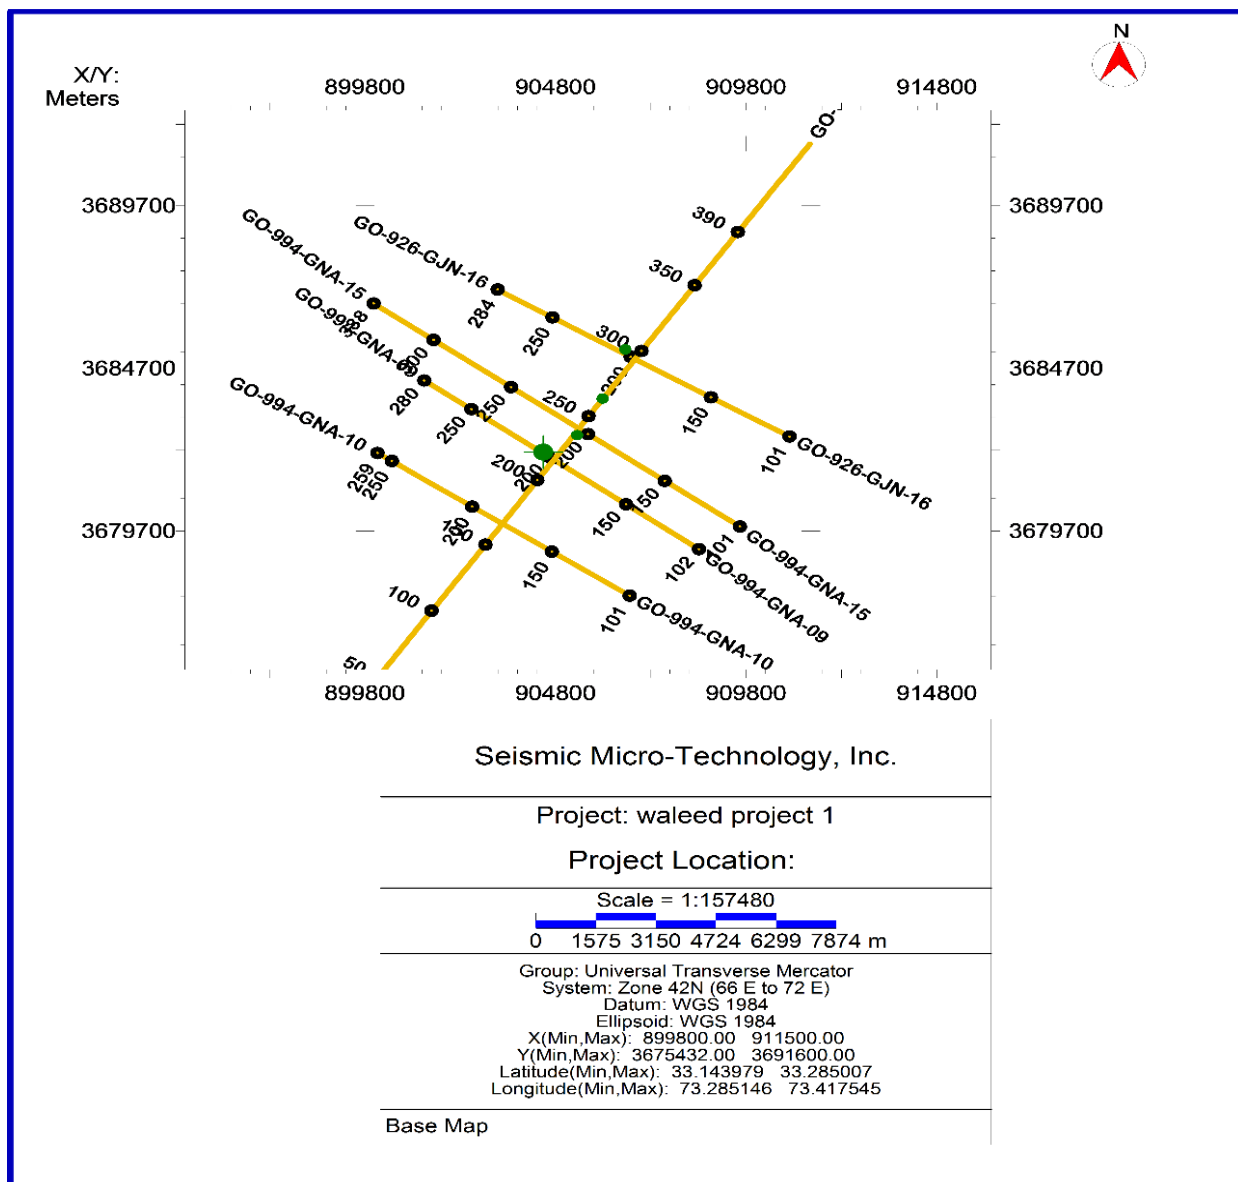 N
X/Y:
Meters
899800 904800 909800 914800
GO-
3689700 3689700
390
GO-994-GNA-15
GO-926-GJN-16
350
284
GO-994-GNA-09
300
250
3684700 3684700
200
GO-994-GNA-10
280
250
250
250
150
101
GO-926-GJN-16
259
250
200
200
200
150
150
101
3679700 3679700
200
150
102
GO-994-GNA-15
GO-994-GNA-09
150
100
101
GO-994-GNA-10
50
899800 904800 909800 914800
Seismic Micro-Technology, Inc.
Project: waleed project 1
Project Location:
Scale = 1:157480
0 1575 3150 4724 6299 7874 m
Group: Universal Transverse Mercator
System: Zone 42N (66 E to 72 E)
Datum: WGS 1984
Ellipsoid: WGS 1984
X(Min,Max): 899800.00 911500.00
Y(Min,Max): 3675432.00 3691600.00
Latitude(Min,Max): 33.143979 33.285007
Longitude(Min,Max): 73.285146 73.417545
Base Map